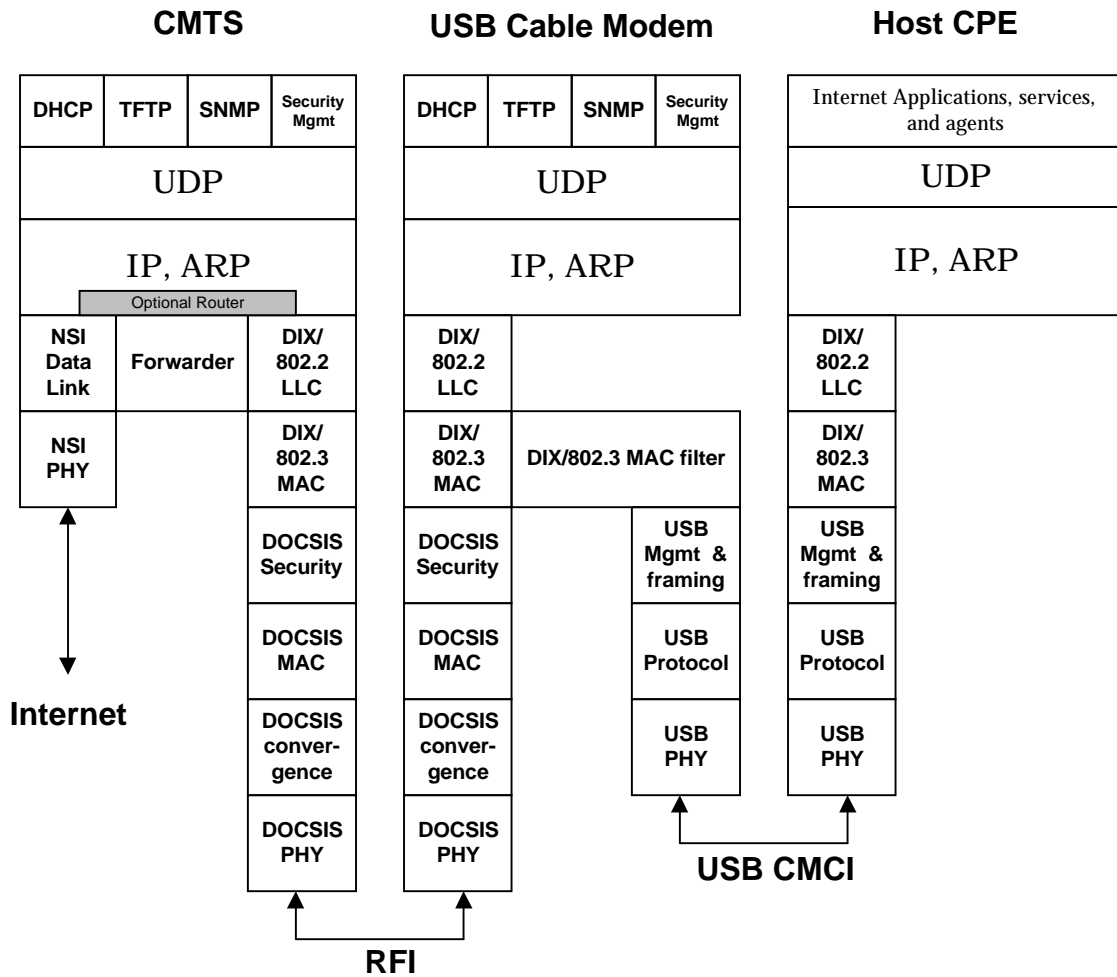 CMTS
USB Cable Modem
Host CPE
DHCP
TFTP
SNMP
Security
Mgmt
DHCP
TFTP
SNMP
Security
Mgmt
Internet Applications, services,
and agents
UDP
UDP
UDP
IP, ARP
Optional Router
IP, ARP
IP, ARP
NSI
Data
Link
Forwarder
DIX/
802.2
LLC
DIX/
802.2
LLC
DIX/
802.2
LLC
NSI
PHY
DIX/
802.3
MAC
DIX/
802.3
MAC
DIX/802.3 MAC filter
DIX/
802.3
MAC
DOCSIS
Security
DOCSIS
Security
USB
Mgmt &
framing
USB
Mgmt &
framing
DOCSIS
MAC
DOCSIS
MAC
USB
Protocol
USB
Protocol
Internet
DOCSIS
conver-
gence
DOCSIS
conver-
gence
USB
PHY
USB
PHY
DOCSIS
PHY
DOCSIS
PHY
USB CMCI
RFI